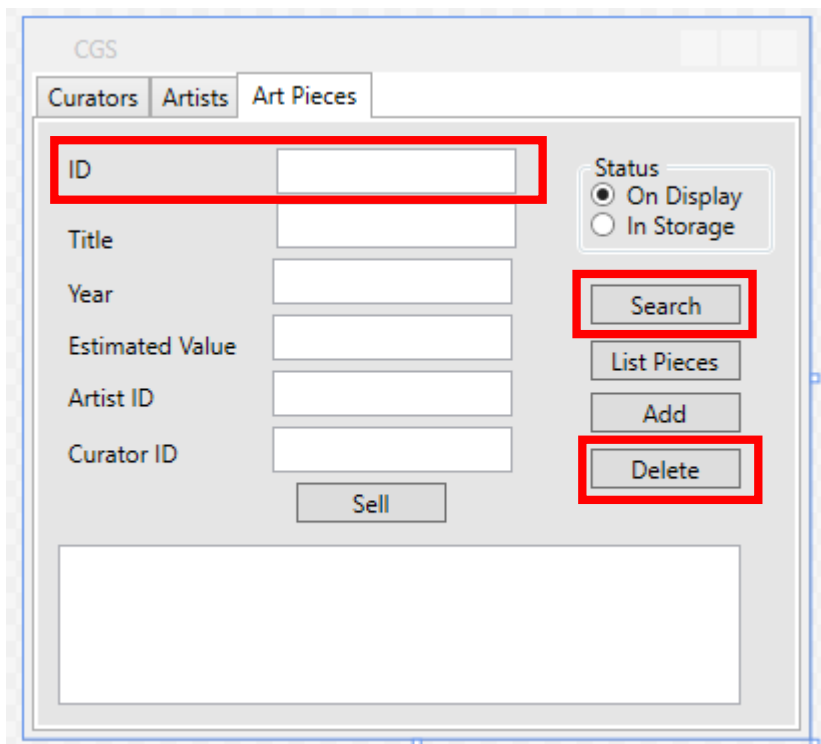 CGS
Curators Artists Art Pieces
ID
Status
On Display
In Storage
Title
Year
Search
Estimated Value
List Pieces
Artist ID
Add
Curator ID
Delete
Sell